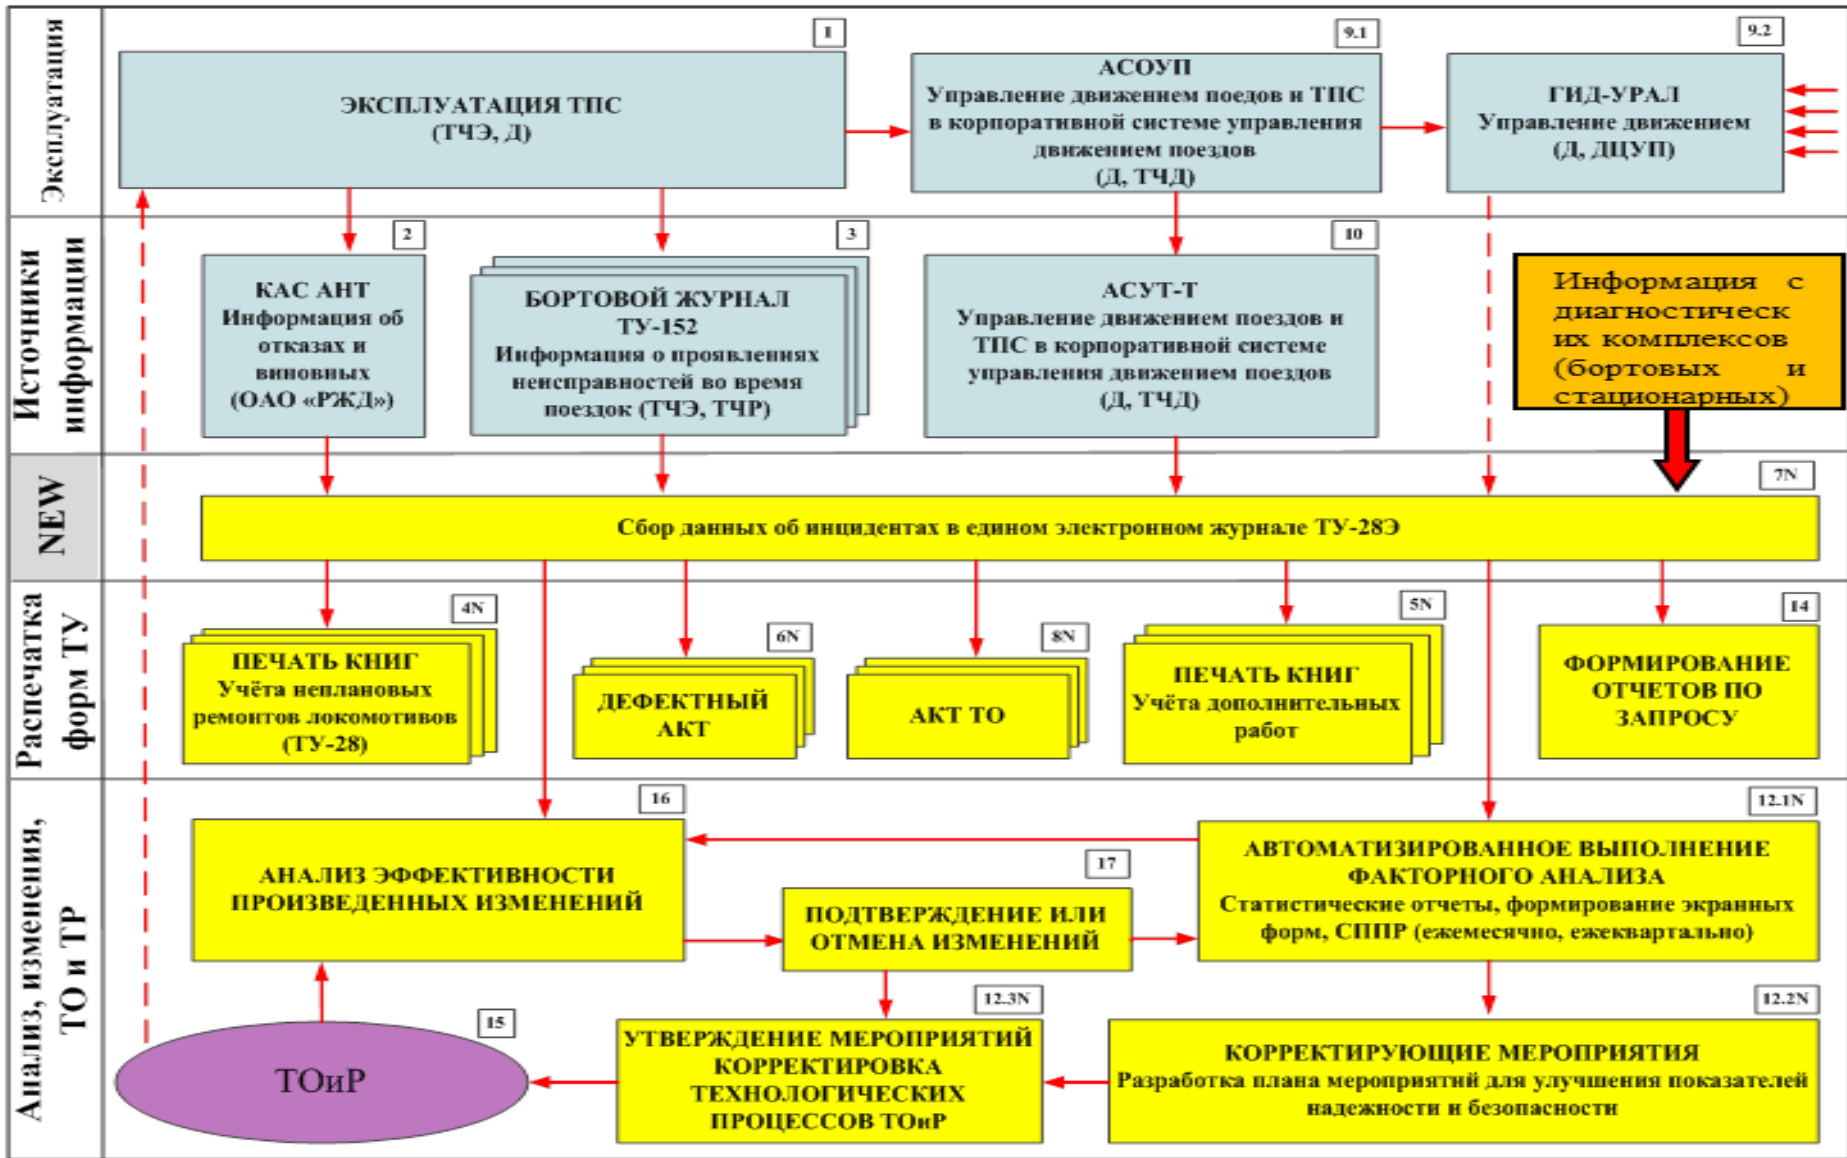 Эксплуатация
1
ЭКСПЛУАТАЦИЯ ТПС
(ТЧЭ, Д)
9.1
АСОУП
Управление движением поедов и ТПС
в корпоративной системе управления
движением поездов
(Д, ТЧД)
9.2
ГИД-УРАЛ
Управление движением
(Д, ДЦУП)
Источники
информации
2
КАС АНТ
Информация об
отказах и
виновных
(ОАО «РЖД»)
3
БОРТОВОЙ ЖУРНАЛ
ТУ-152
Информация о проявлениях
неисправностей во время
поездок (ТЧЭ, ТЧР)
10
АСУТ-Т
Управление движением поездов и
ТПС в корпоративной системе
управления движением поездов
(Д, ТЧД)
Информация с
диагностическ
их комплексов
(бортовых и
стационарных)
NEW
7N
Сбор данных об инцидентах в едином электронном журнале ТУ-28Э
Распечатка
форм ТУ
4N
ПЕЧАТЬ КНИГ
Учёта неплановых
ремонтов локомотивов
(ТУ-28)
6N
ДЕФЕКТНЫЙ
АКТ
8N
АКТ ТО
5N
ПЕЧАТЬ КНИГ
Учёта дополнительных
работ
14
ФОРМИРОВАНИЕ
ОТЧЕТОВ ПО
ЗАПРОСУ
Анализ, изменения,
ТО и ТР
16
АНАЛИЗ ЭФФЕКТИВНОСТИ
ПРОИЗВЕДЕННЫХ ИЗМЕНЕНИЙ
17
ПОДТВЕРЖДЕНИЕ ИЛИ
ОТМЕНА ИЗМЕНЕНИЙ
12.1N
АВТОМАТИЗИРОВАННОЕ ВЫПОЛНЕНИЕ
ФАКТОРНОГО АНАЛИЗА
Статистические отчеты, формирование экранных
форм, СППР (ежемесячно, ежеквартально)
15
ТОиР
12.3N
УТВЕРЖДЕНИЕ МЕРОПРИЯТИЙ
КОРРЕКТИРОВКА
ТЕХНОЛОГИЧЕСКИХ
ПРОЦЕССОВ ТОиР
12.2N
КОРРЕКТИРУЮЩИЕ МЕРОПРИЯТИЯ
Разработка плана мероприятий для улучшения показателей
надежности и безопасности